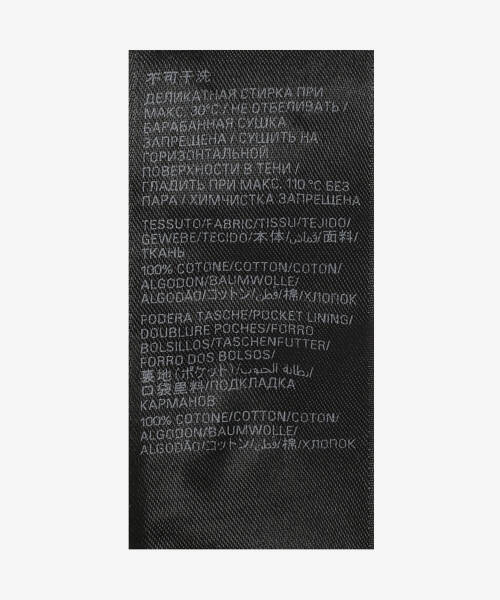 不可干洗
ДЕЛИКАТНАЯ СТИРКА ПРИ
МАКС. 30°C / НЕ ОТБЕЛИВАТЬ /
БАРАБАННАЯ СУШКА
ЗАПРЕЩЕНА / СУШИТЬ НА
ГОРИЗОНТАЛЬНОЙ
ПОВЕРХНОСТИ В ТЕНИ /
ГЛАДИТЬ ПРИ МАКС. 110 °C БЕЗ
ПАРА / ХИМЧИСТКА ЗАПРЕЩЕНА
TESSUTO/FABRIC/TISSU/TEJIDO/
GEWEBE/TECIDO/本体/قماش/面料/
ТКАНЬ
100% COTONE/COTTON/COTON/
ALGODON/BAUMWOLLE/
ALGODÃO/コットン/قطن/棉/ХЛОПОК
FODERA TASCHE/POCKET LINING/
DOUBLURE POCHES/FORRO
BOLSILLOS/TASCHENFUTTER/
FORRO DOS BOLSOS/
裏地(ポケット)/بطانة الجيوب/
口袋里料/ПОДКЛАДКА
КАРМАНОВ
100% COTONE/COTTON/COTON/
ALGODON/BAUMWOLLE/
ALGODÃO/コットン/قطن/棉/ХЛОПОК